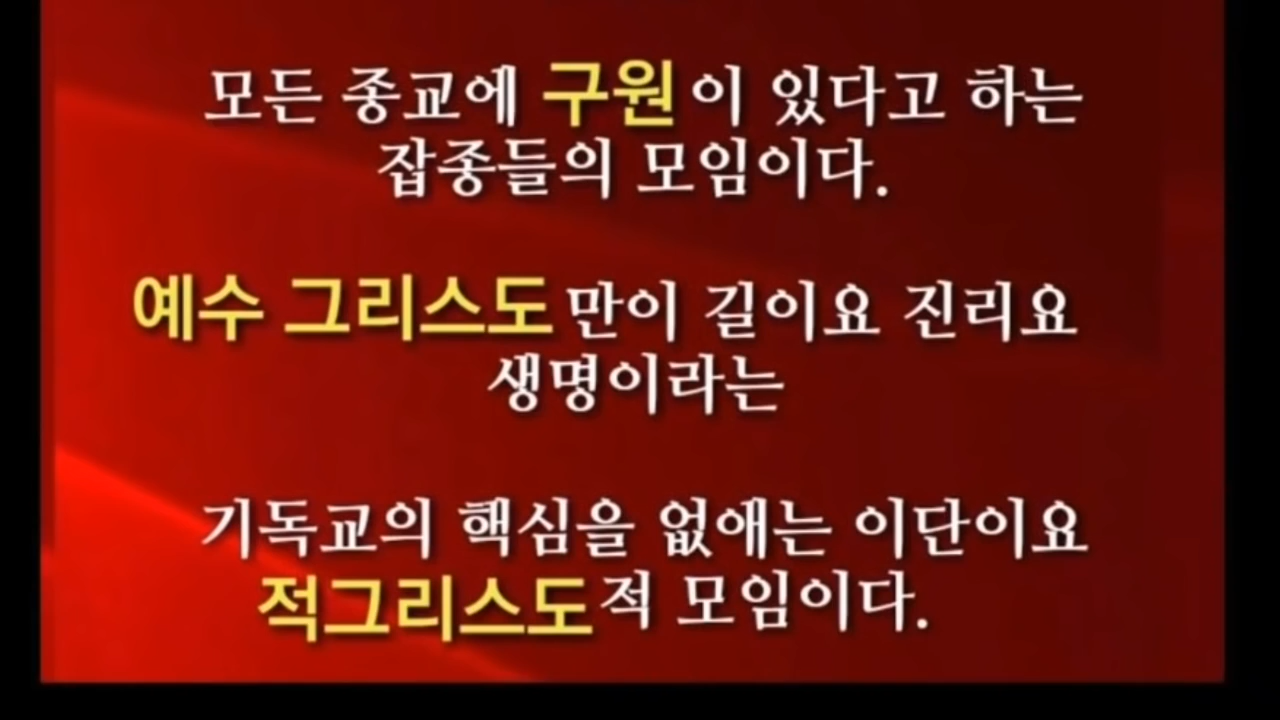 모든 종교에 구원이 있다고 하는
잡종들의 모임이다.
예수 그리스도만이 길이요 진리요
생명이라는
기독교의 핵심을 없애는 이단이요
적그리스도적 모임이다.